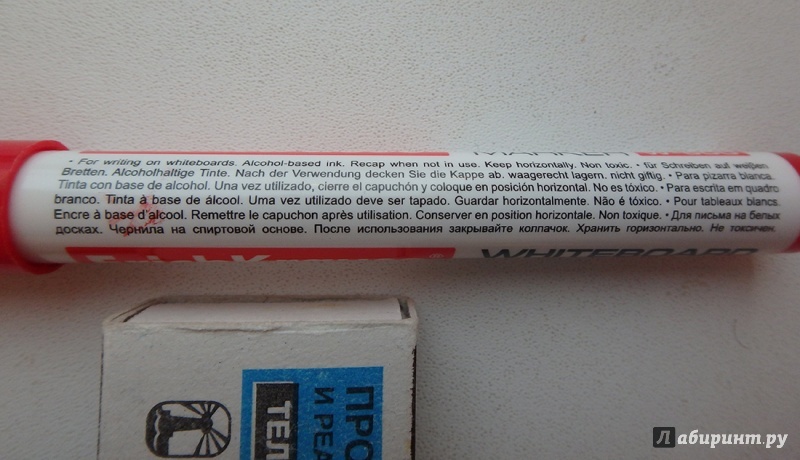 • For writing on whiteboards. Alcohol-based ink. Recap when not in use. Keep horizontally. Non toxic. • für Schreiben auf weißen
Bretten. Alcoholhaltige Tinte. Nach der Verwendung decken Sie die Kappe ab. waagerecht lagern, nicht giftig. • Para pizarra blanca.
Tinta con base de alcohol. Una vez utilizado, cierre el capuchón y coloque en posición horizontal. No es tóxico. • Para escrita em quadro
branco. Tinta à base de álcool. Uma vez utilizado deve ser tapado. Guardar horizontalmente. Não é tóxico. • Pour tableaux blancs.
Encre à base d'alcool. Remettre le capuchon après utilisation. Conserver en position horizontale. Non toxique. • Для письма на белых
досках. Чернила на спиртовой основе. После использования закрывайте колпачок. Хранить горизонтально. Не токсичен.
WHITEBOARD
ПРО
И РЕА
ТЕЛ
Лабиринт.ру